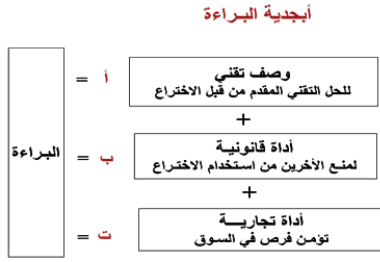 أبجدية البراءة
وصف تقني
للحل التقني المقدم من قبل الاختراع
أ
=
+
أداة قانونية
لمنع الأخرين من استخدام الاختراع
ب
=
البراءة
+
أداة تجارية
تؤمن فرص في السوق
ت
=